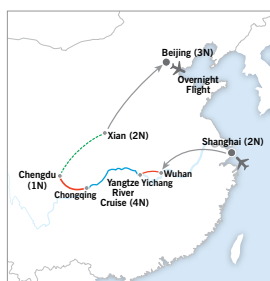 Beijing (3N)
Overnight
Flight
Xian (2N)
Shanghai (2N)
Chengdu
(1N)
Chongqing
Yangtze
River
Cruise (4N)
Yichang
Wuhan